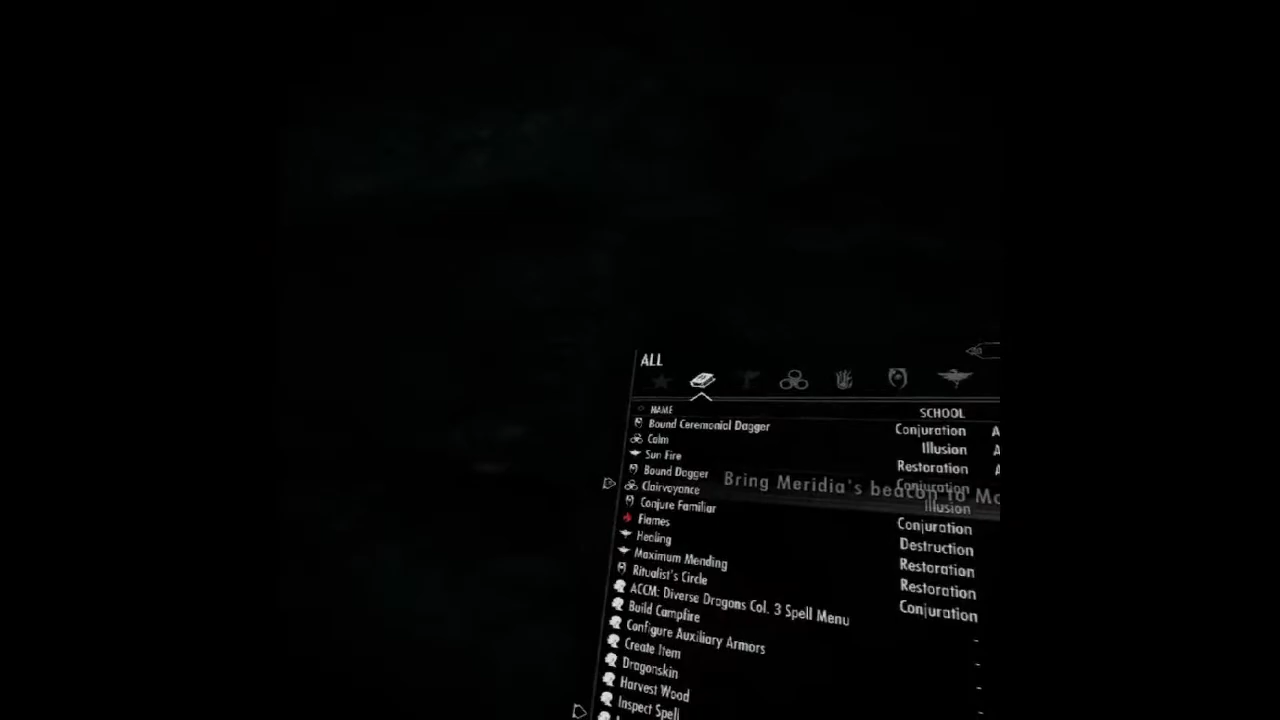 ALL
NAME SCHOOL
Bound Ceremonial Dagger Conjuration A
Calm Illusion A
Sun Fire Restoration A
Bound Dagger Conjuration
Bring Meridia's beacon to Mo
Clairvoyance Illusion
Conjure Familiar Conjuration
Flames Destruction
Healing Restoration
Maximum Mending Restoration
Ritualist's Circle Conjuration
ACCM: Diverse Dragons Col. 3 Spell Menu -
Build Campfire -
Configure Auxiliary Armors -
Create Item -
Dragonskin
Harvest Wood
Inspect Spell